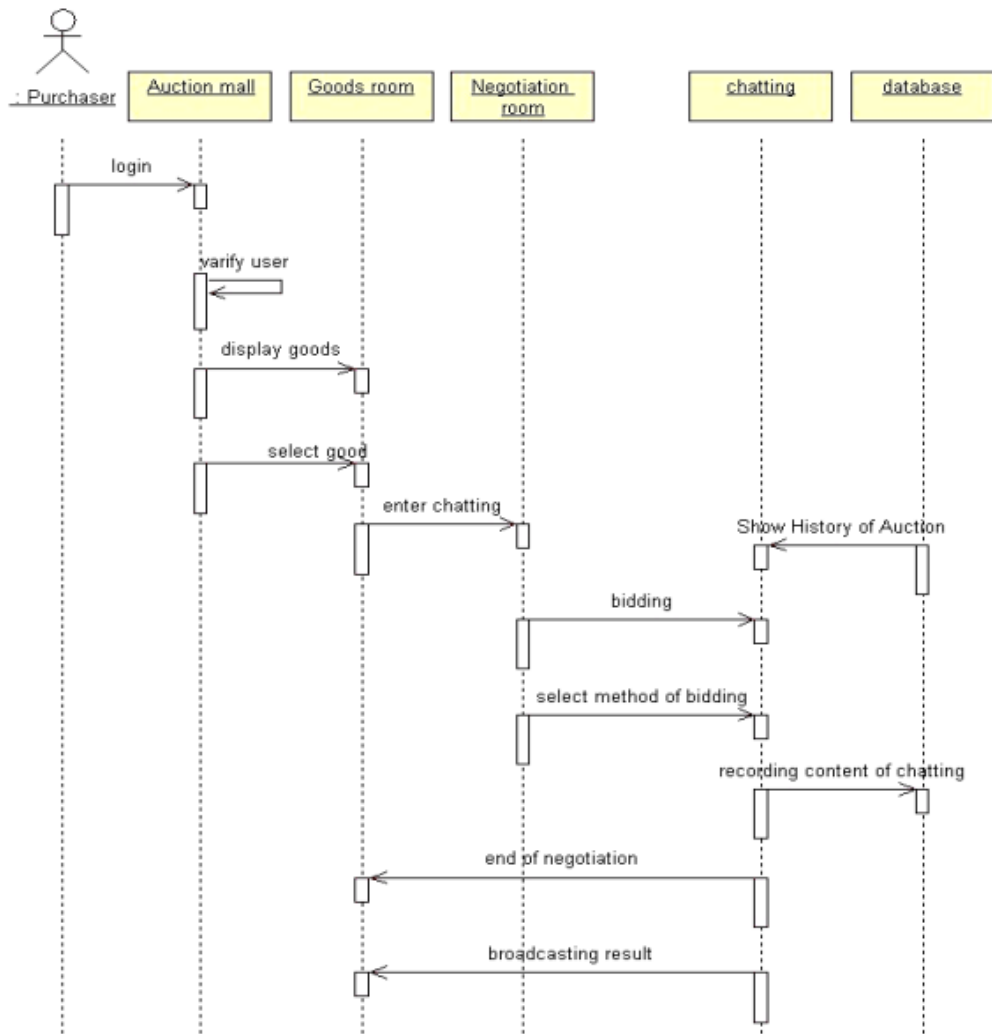 : Purchaser
Auction mall
Goods room
Negotiation
room
chatting
database
login
varify user
display goods
select good
enter chatting
Show History of Auction
bidding
select method of bidding
recording content of chatting
end of negotiation
broadcasting result